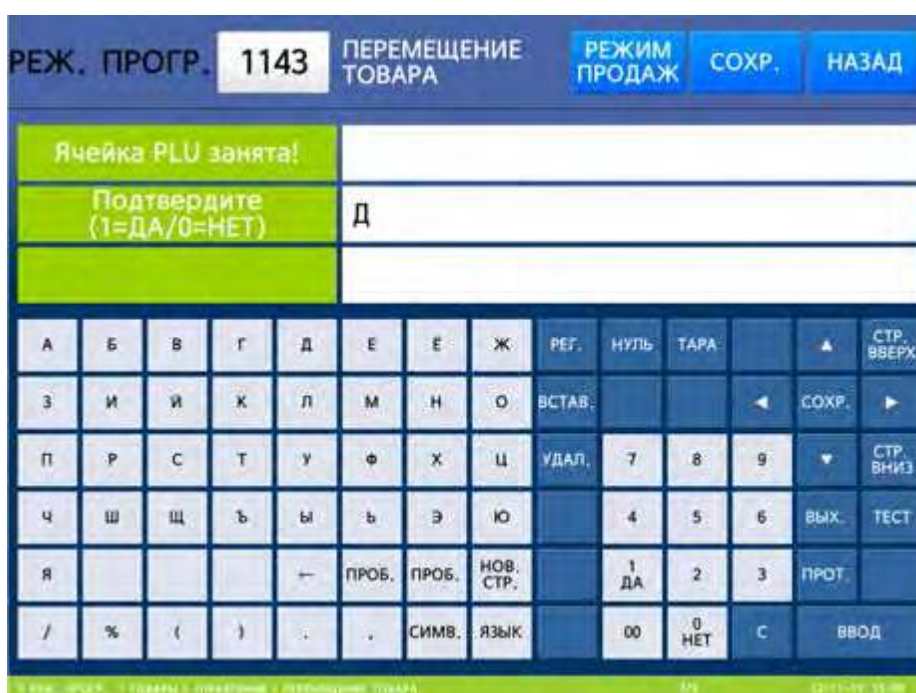 РЕЖ. ПРОГР. 1143 ПЕРЕМЕЩЕНИЕ ТОВАРА РЕЖИМ ПРОДАЖ СОХР. НАЗАД
Ячейка PLU занята!
Подтвердите
(1=ДА/0=НЕТ) Д
А Б В Г Д Е Ё Ж РЕГ. НУЛЬ ТАРА ▲ СТР. ВВЕРХ
З И Й К Л М Н О ВСТАВ. ◀ СОХР. ▶
П Р С Т У Ф Х Ц УДАЛ. 7 8 9 ▼ СТР. ВНИЗ
Ч Ш Щ Ъ Ы Ь Э Ю 4 5 6 ВЫХ. ТЕСТ
Я ← ПРОБ. ПРОБ. НОВ. СТР. 1 ДА 2 3 ПРОТ.
/ % ( ) . . СИМВ. ЯЗЫК 00 0 НЕТ С ВВОД